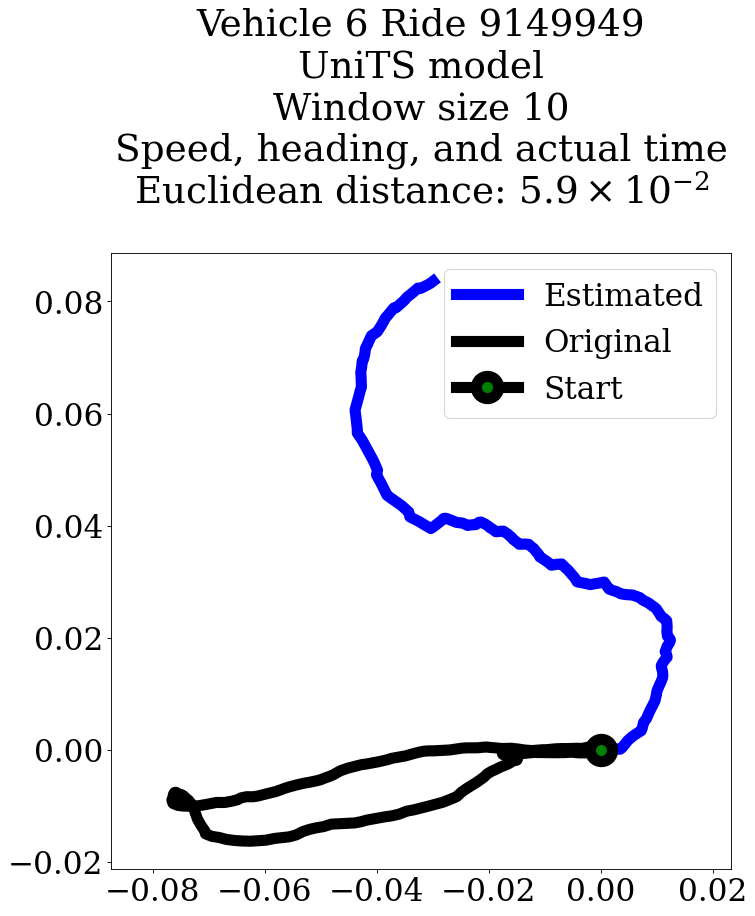 Vehicle 6 Ride 9149949
UniTS model
Window size 10
Speed, heading, and actual time
Euclidean distance: 5.9 × 10⁻²
Estimated
Original
Start
0.08
0.06
0.04
0.02
0.00
−0.02
−0.08 −0.06 −0.04 −0.02 0.00 0.02